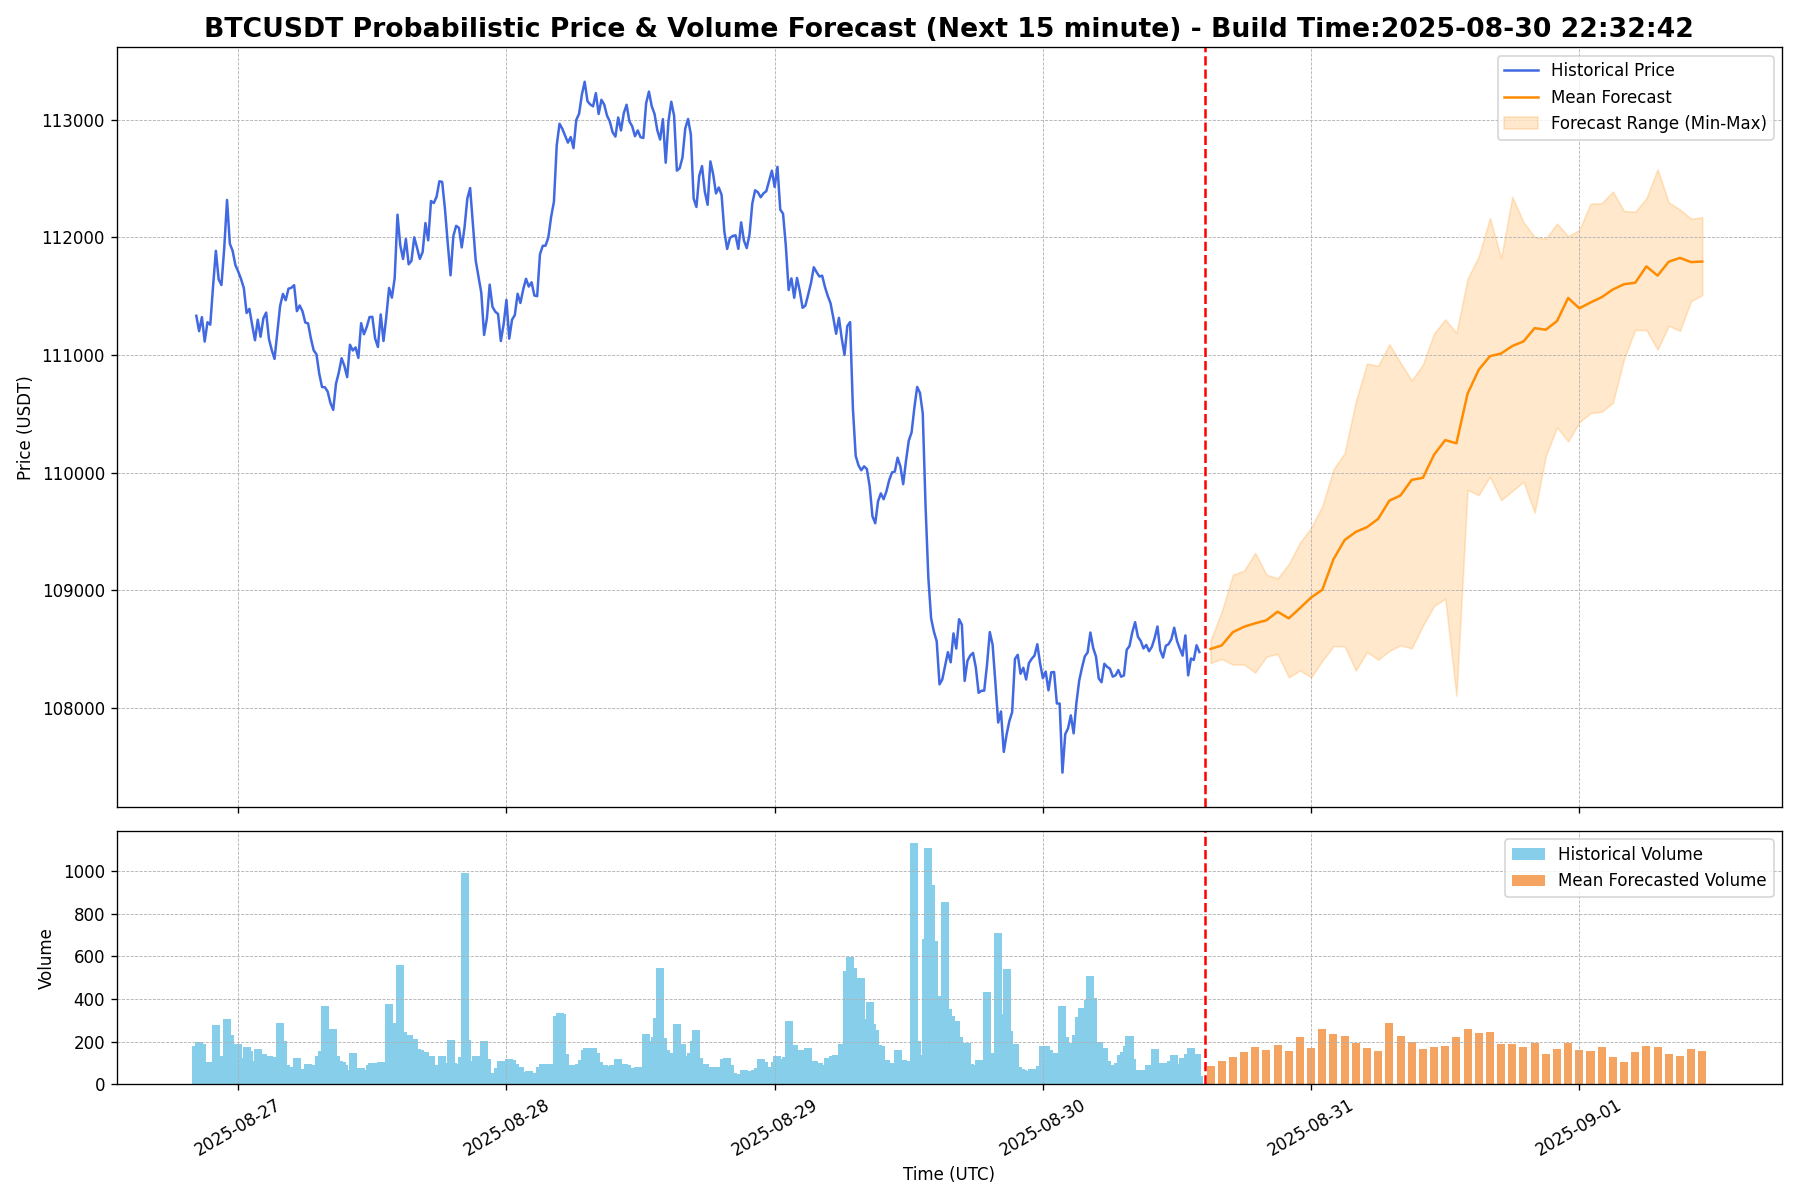 BTCUSDT Probabilistic Price & Volume Forecast (Next 15 minute) - Build Time:2025-08-30 22:32:42
Historical Price
Mean Forecast
Forecast Range (Min-Max)
Price (USDT)
113000
112000
111000
110000
109000
108000
Historical Volume
Mean Forecasted Volume
Volume
1000
800
600
400
200
0
2025-08-27
2025-08-28
2025-08-29
2025-08-30
2025-08-31
2025-09-01
Time (UTC)